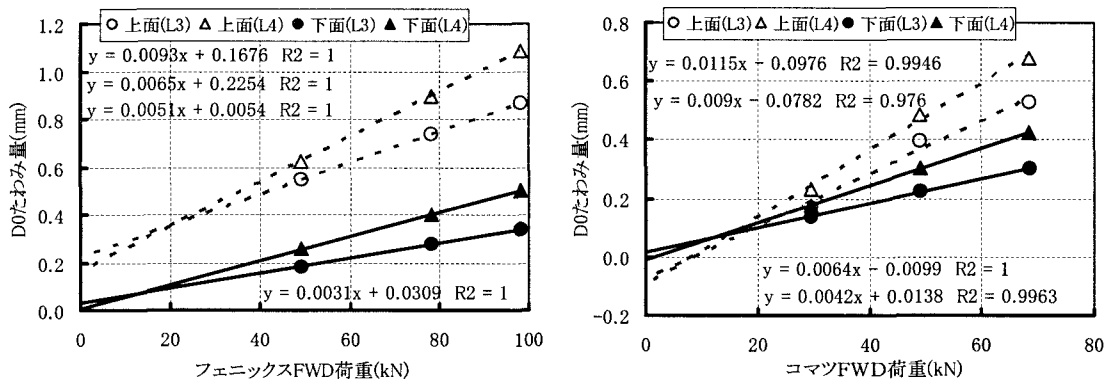 ○ 上面(L3) △ 上面(L4) ● 下面(L3) ▲ 下面(L4)
y = 0.0093x + 0.1676 R2 = 1
y = 0.0065x + 0.2254 R2 = 1
y = 0.0051x + 0.0054 R2 = 1
y = 0.0031x + 0.0309 R2 = 1
D0たわみ量(mm)
1.2
1.0
0.8
0.6
0.4
0.2
0.0
0 20 40 60 80 100
フェニックスFWD荷重(kN)
○ 上面(L3) △ 上面(L4) ● 下面(L3) ▲ 下面(L4)
y = 0.0115x - 0.0976 R2 = 0.9946
y = 0.009x - 0.0782 R2 = 0.976
y = 0.0064x - 0.0099 R2 = 1
y = 0.0042x + 0.0138 R2 = 0.9963
D0たわみ量(mm)
0.8
0.6
0.4
0.2
0.0
-0.2
0 20 40 60 80
コマツFWD荷重(kN)